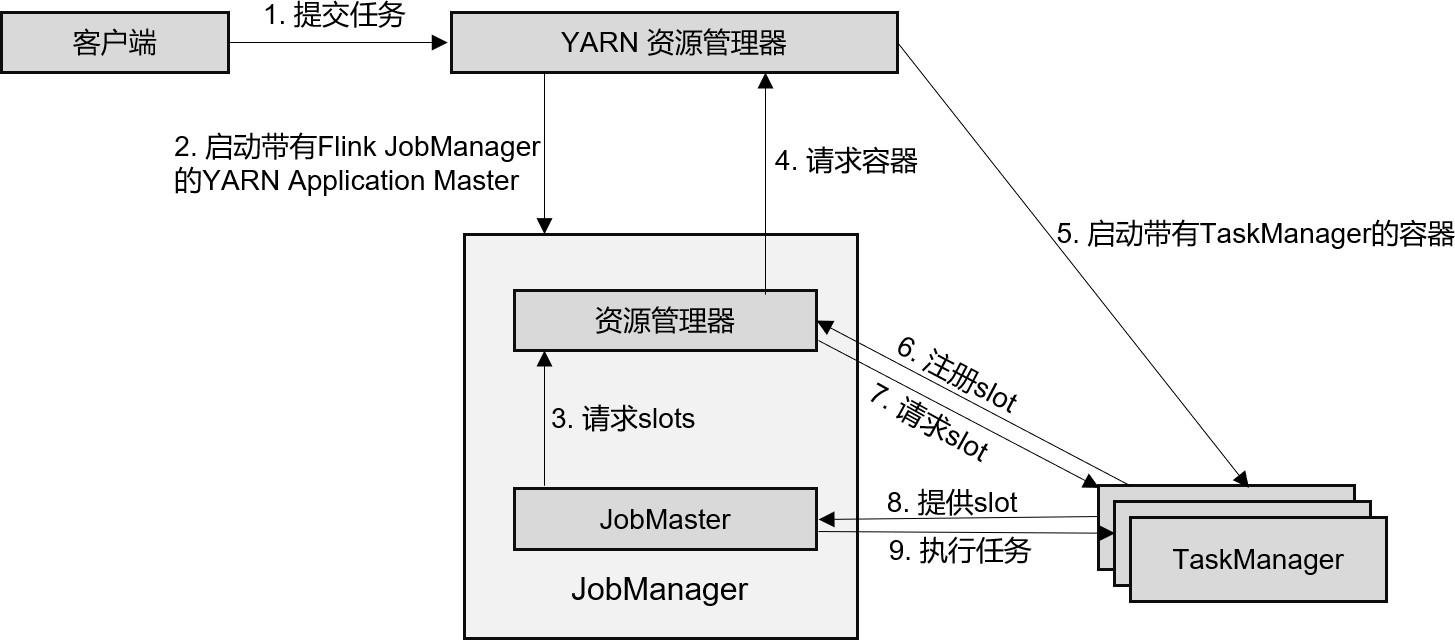 客户端
1. 提交任务
YARN 资源管理器
2. 启动带有Flink JobManager
的YARN Application Master
4. 请求容器
5. 启动带有TaskManager的容器
资源管理器
6. 注册slot
7. 请求slot
3. 请求slots
8. 提供slot
JobMaster
9. 执行任务
TaskManager
JobManager